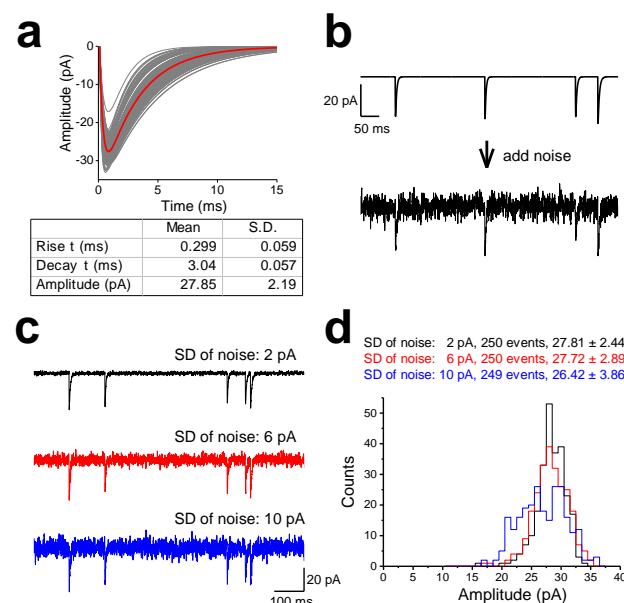 a
0
-10
-20
-30
Amplitude (pA)
0 5 10 15
Time (ms)
Mean S.D.
Rise t (ms) 0.299 0.059
Decay t (ms) 3.04 0.057
Amplitude (pA) 27.85 2.19
b
20 pA
50 ms
add noise
c
SD of noise: 2 pA
SD of noise: 6 pA
SD of noise: 10 pA
20 pA
100 ms
d
SD of noise: 2 pA, 250 events, 27.81 ± 2.44
SD of noise: 6 pA, 250 events, 27.72 ± 2.89
SD of noise: 10 pA, 249 events, 26.42 ± 3.86
50
40
30
20
10
0
Counts
0 5 10 15 20 25 30 35 40
Amplitude (pA)